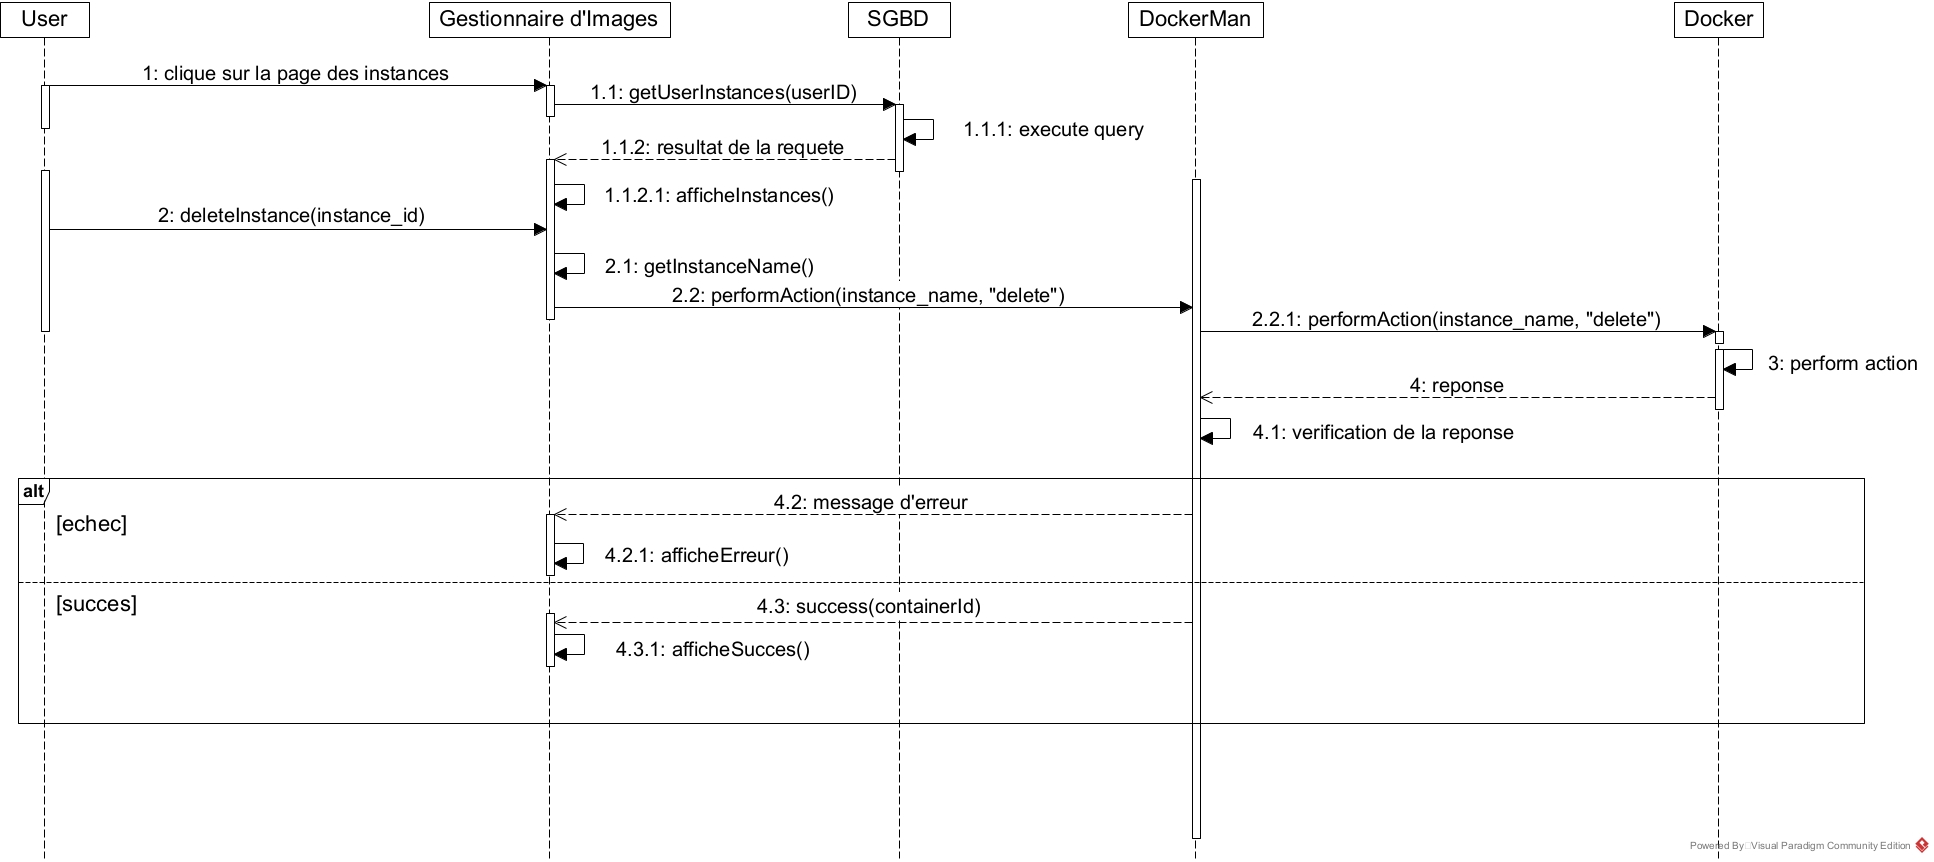 User
Gestionnaire d'Images
SGBD
DockerMan
Docker
1: clique sur la page des instances
1.1: getUserInstances(userID)
1.1.1: execute query
1.1.2: resultat de la requete
1.1.2.1: afficheInstances()
2: deleteInstance(instance_id)
2.1: getInstanceName()
2.2: performAction(instance_name, "delete")
2.2.1: performAction(instance_name, "delete")
3: perform action
4: reponse
4.1: verification de la reponse
alt
4.2: message d'erreur
[echec]
4.2.1: afficheErreur()
[succes]
4.3: success(containerId)
4.3.1: afficheSucces()
Powered By Visual Paradigm Community Edition